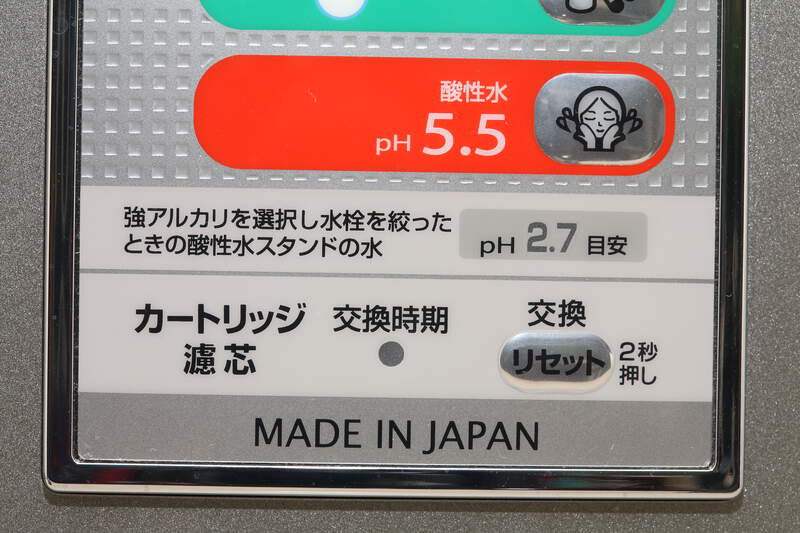 酸性水
pH 5.5
強アルカリを選択し水栓を絞った
ときの酸性水スタンドの水
pH 2.7 目安
カートリッジ
濾芯
交換時期
交換
リセット
2秒
押し
MADE IN JAPAN